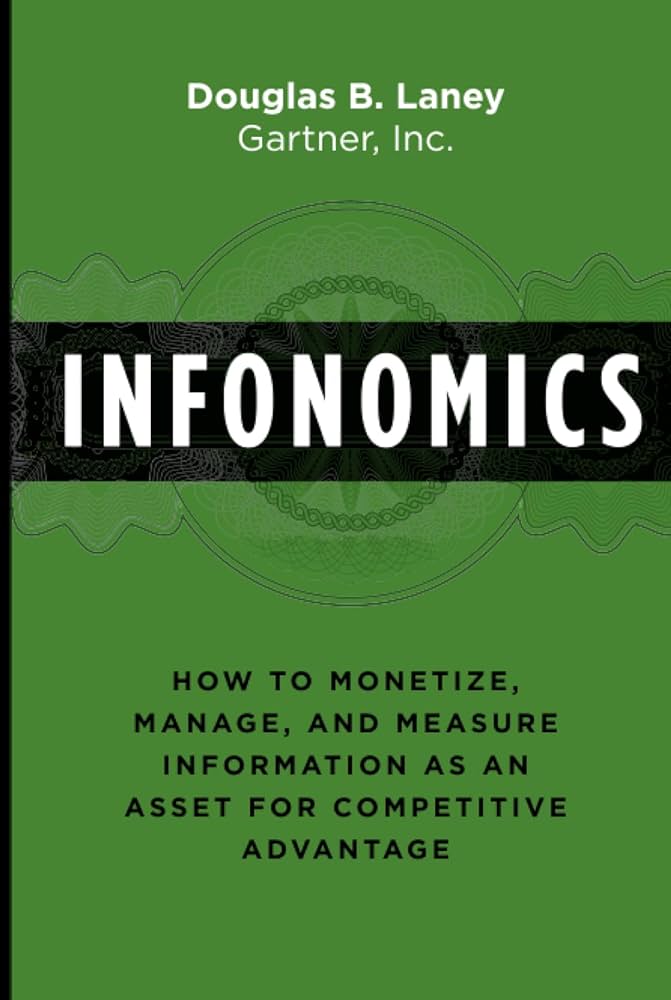 Douglas B. Laney
Gartner, Inc.
INFONOMICS
HOW TO MONETIZE,
MANAGE, AND MEASURE
INFORMATION AS AN
ASSET FOR COMPETITIVE
ADVANTAGE